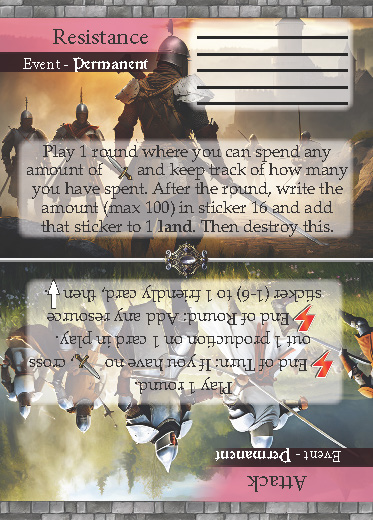 Resistance
Event - Permanent
Play 1 round where you can spend any
amount of and keep track of how many
you have spent. After the round, write the
amount (max 100) in sticker 16 and add
that sticker to 1 land. Then destroy this.
Attack
Event - Permanent
Play 1 round.
End of Turn: If you have no cross
out 1 production on 1 card in play.
End of Round: Add any resource
sticker (1-6) to 1 friendly card, then